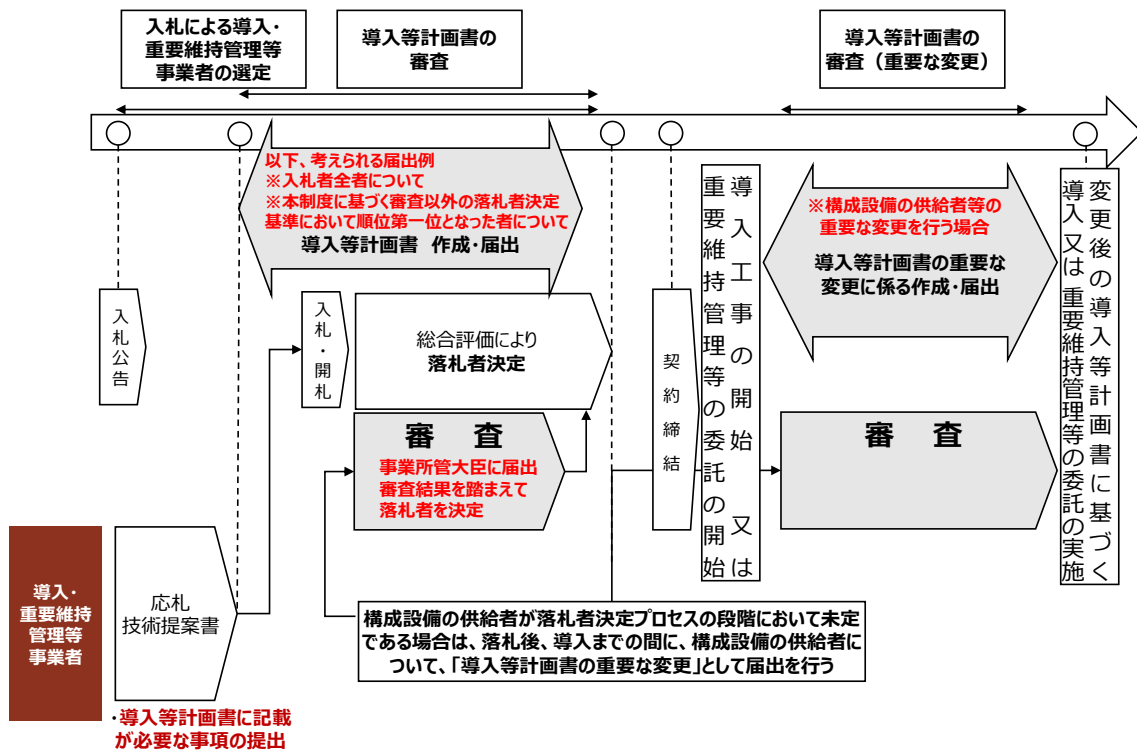 入札による導入・
重要維持管理等
事業者の選定
導入等計画書の
審査
導入等計画書の
審査（重要な変更）
以下、考えられる届出例
※入札者全者について
※本制度に基づく審査以外の落札者決定
基準において順位第一位となった者について
導入等計画書 作成・届出
※構成設備の供給者等の
重要な変更を行う場合
導入等計画書の重要な
変更に係る作成・届出
入札公告
入札・開札
総合評価により
落札者決定
審 査
事業所管大臣に届出
審査結果を踏まえて
落札者を決定
契約締結
導入工事の開始 又は
重要維持管理等の委託の開始
審 査
変更後の導入等計画書に基づく
導入又は重要維持管理等の委託の実施
導入・
重要維持
管理等
事業者
応札
技術提案書
・導入等計画書に記載
が必要な事項の提出
構成設備の供給者が落札者決定プロセスの段階において未定
である場合は、落札後、導入までの間に、構成設備の供給者に
ついて、「導入等計画書の重要な変更」として届出を行う